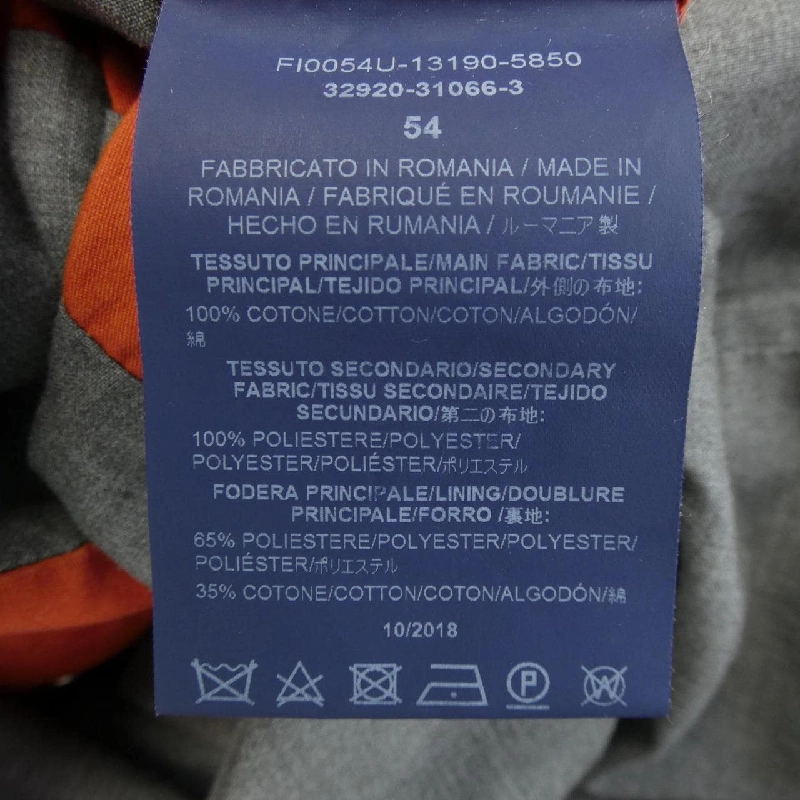 FI0054U-13190-5850
32920-31066-3
54
FABBRICATO IN ROMANIA / MADE IN
ROMANIA / FABRIQUÉ EN ROUMANIE /
HECHO EN RUMANIA / ルーマニア製
TESSUTO PRINCIPALE/MAIN FABRIC/TISSU
PRINCIPAL/TEJIDO PRINCIPAL/外側の布地:
100% COTONE/COTTON/COTON/ALGODÓN/
綿
TESSUTO SECONDARIO/SECONDARY
FABRIC/TISSU SECONDAIRE/TEJIDO
SECUNDARIO/第二の布地:
100% POLIESTERE/POLYESTER/
POLYESTER/POLIÉSTER/ポリエステル
FODERA PRINCIPALE/LINING/DOUBLURE
PRINCIPALE/FORRO /裏地:
65% POLIESTERE/POLYESTER/POLYESTER/
POLIÉSTER/ポリエステル
35% COTONE/COTTON/COTON/ALGODÓN/綿
10/2018
P W